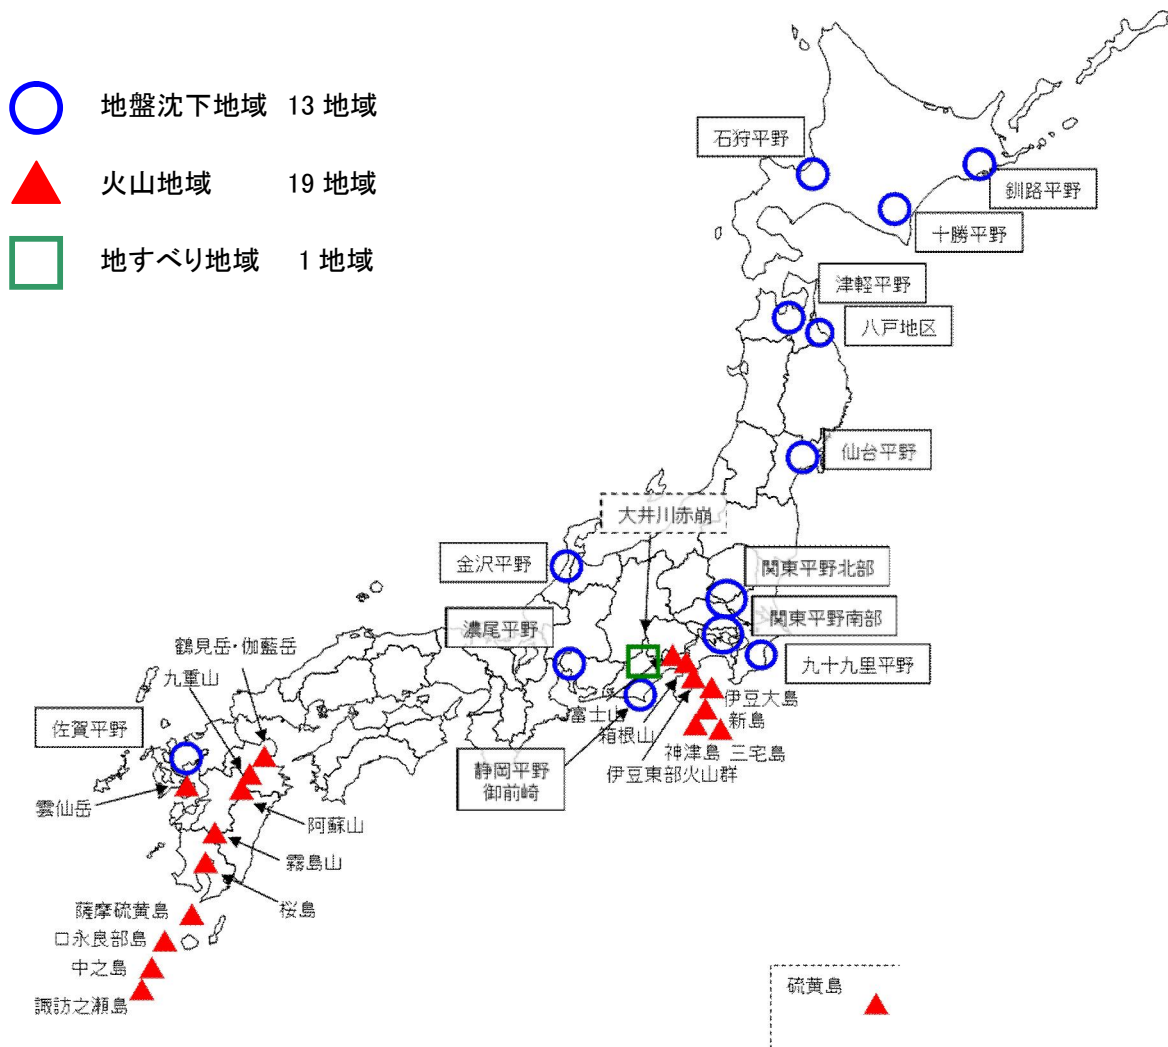 地盤沈下地域 13 地域
火山地域 19 地域
地すべり地域 1 地域
石狩平野
釧路平野
十勝平野
津軽平野
八戸地区
仙台平野
大井川赤崩
金沢平野
関東平野北部
関東平野南部
濃尾平野
九十九里平野
鶴見岳・伽藍岳
九重山
佐賀平野
富士山
箱根山
伊豆大島
新島
神津島
三宅島
伊豆東部火山群
静岡平野
御前崎
雲仙岳
阿蘇山
霧島山
桜島
薩摩硫黄島
口永良部島
中之島
諏訪之瀬島
硫黄島